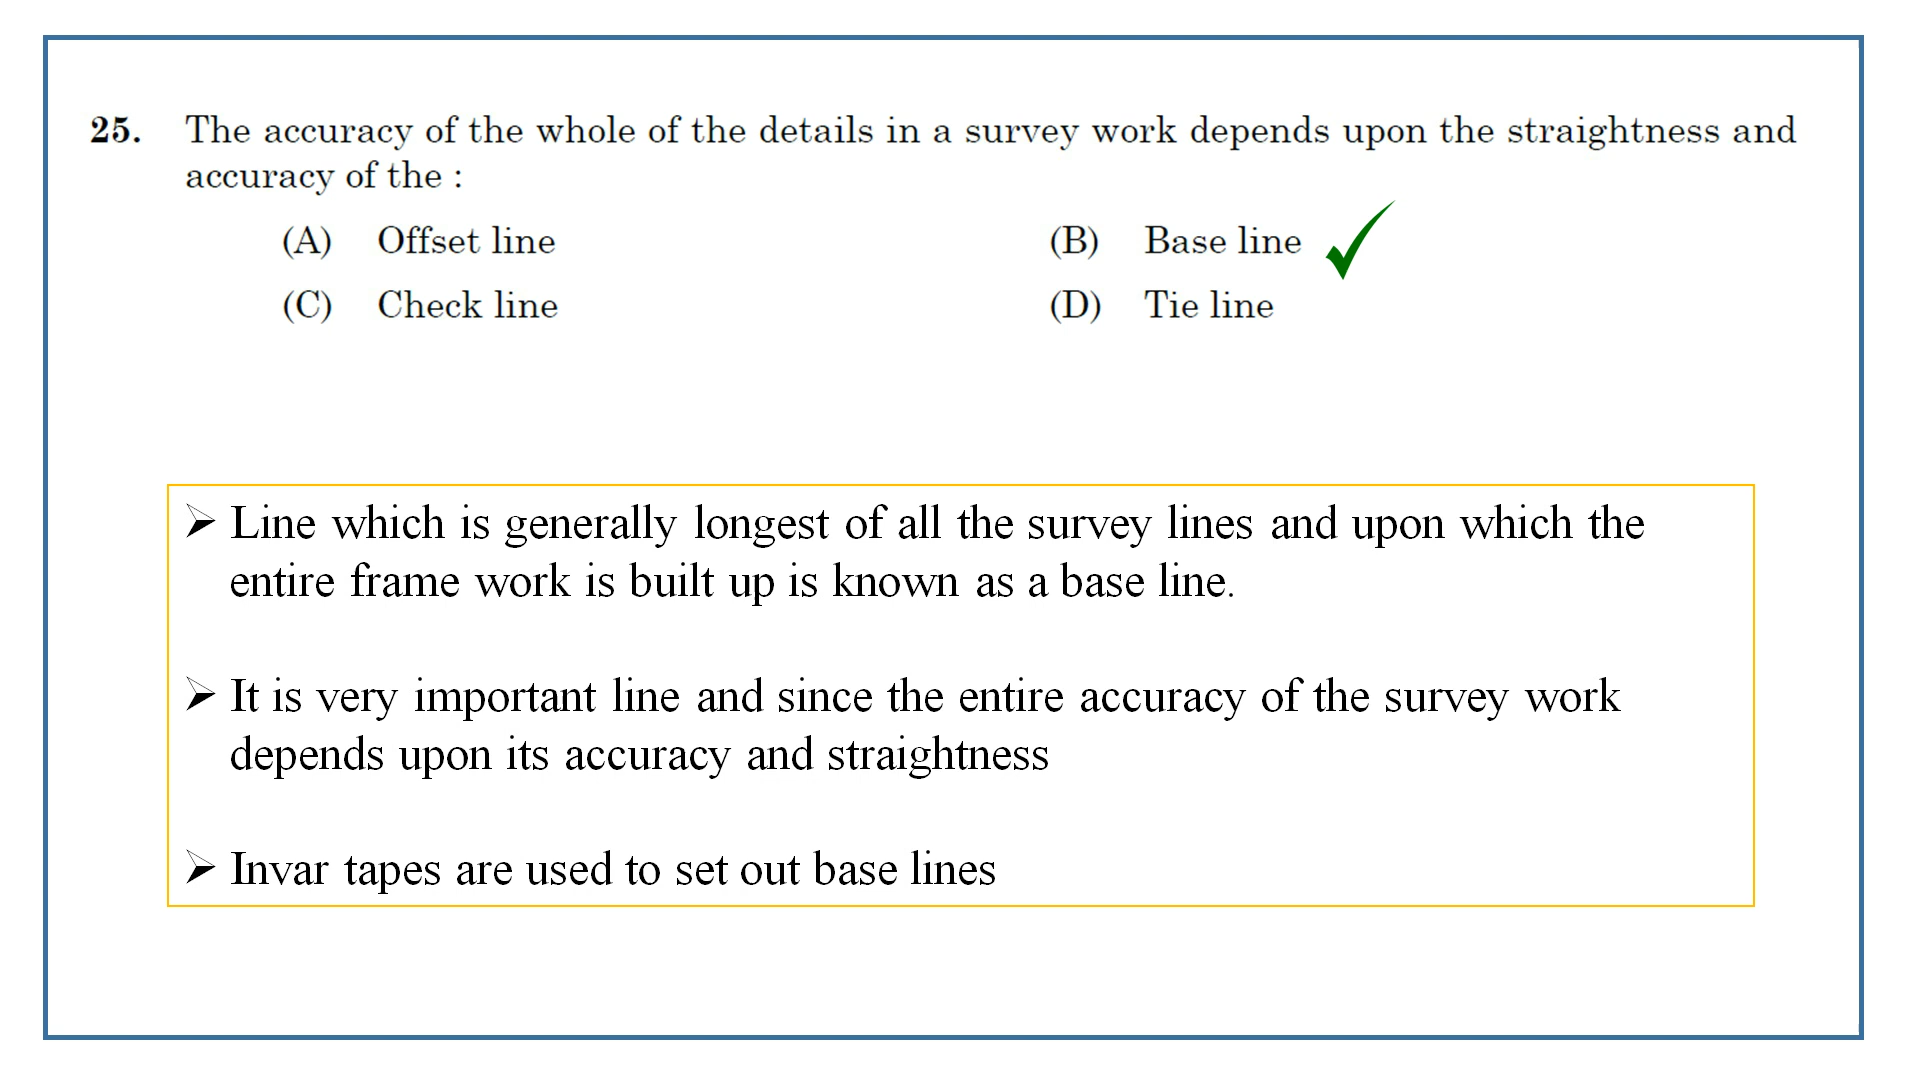 25. The accuracy of the whole of the details in a survey work depends upon the straightness and
accuracy of the :
(A) Offset line (B) Base line
(C) Check line (D) Tie line
➢ Line which is generally longest of all the survey lines and upon which the
entire frame work is built up is known as a base line.
➢ It is very important line and since the entire accuracy of the survey work
depends upon its accuracy and straightness
➢ Invar tapes are used to set out base lines